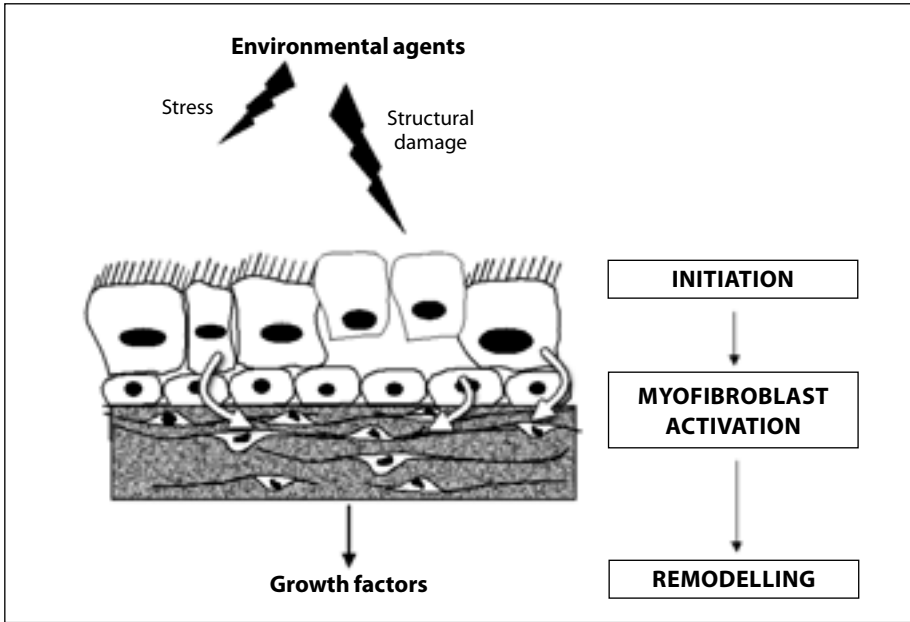 Environmental agents
Stress
Structural
damage
INITIATION
MYOFIBROBLAST
ACTIVATION
Growth factors
REMODELLING